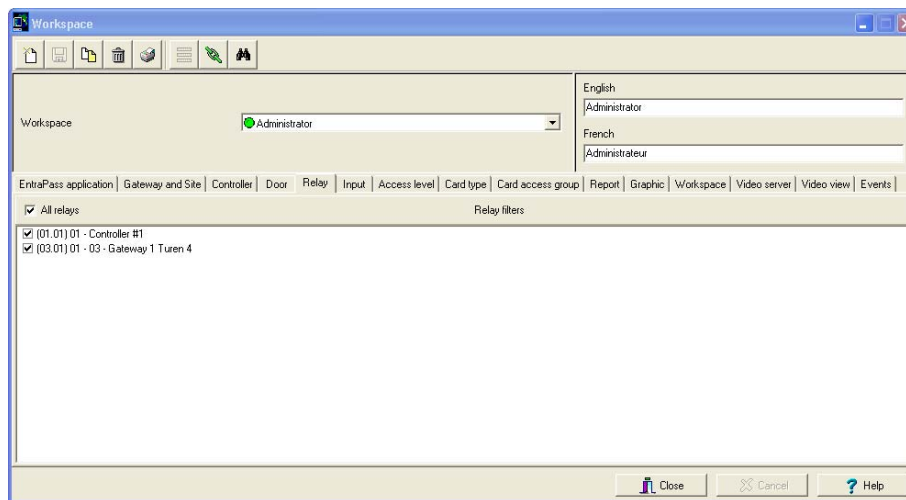 Workspace
English
Administrator
Workspace
Administrator
French
Administrateur
EntraPass application Gateway and Site Controller Door Relay Input Access level Card type Card access group Report Graphic Workspace Video server Video view Events
All relays Relay filters
(01.01) 01 - Controller #1
(03.01) 01 - 03 - Gateway 1 Turen 4
Close Cancel Help